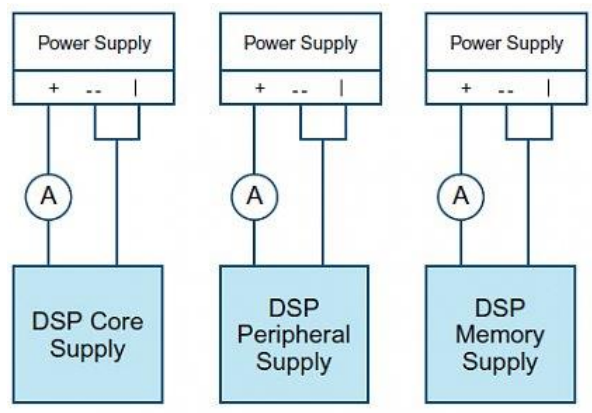 Power Supply
+ -- |
A
DSP Core
Supply
Power Supply
+ -- |
A
DSP
Peripheral
Supply
Power Supply
+ -- |
A
DSP
Memory
Supply